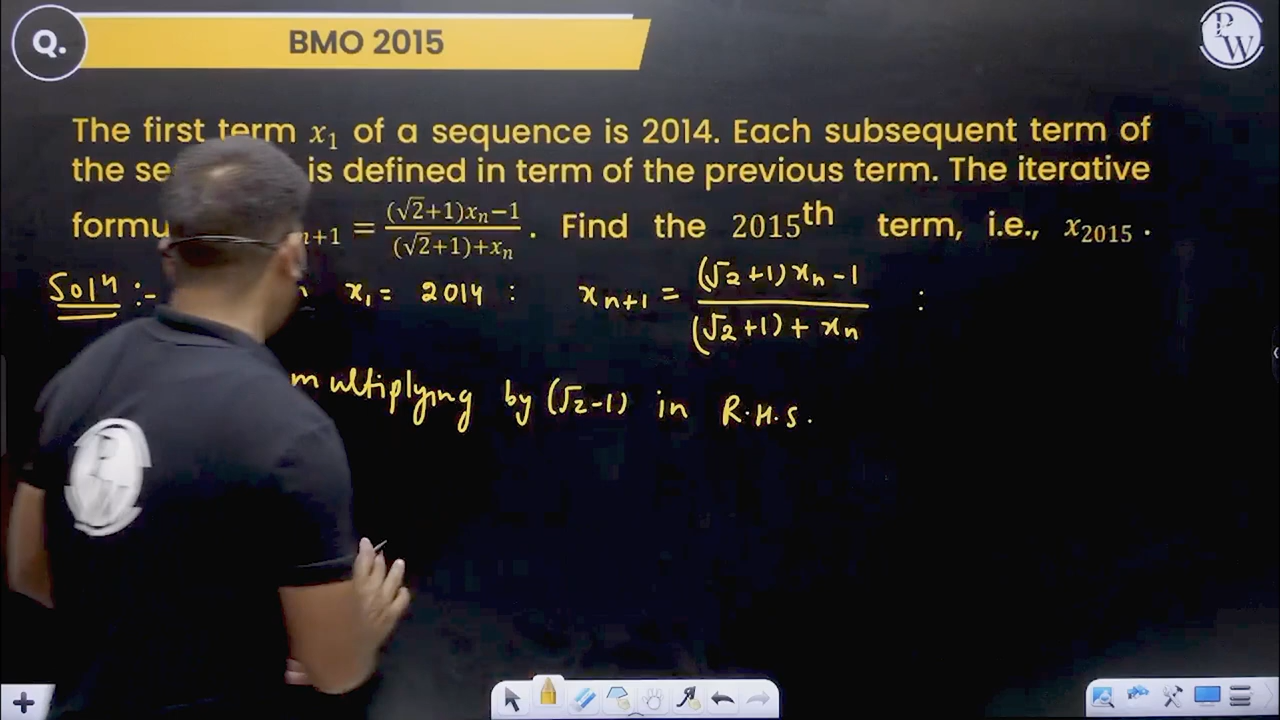 Q.
BMO 2015
PW
The first term x₁ of a sequence is 2014. Each subsequent term of
the is defined in term of the previous term. The iterative
n+1 = ((√2+1)xₙ−1)/((√2+1)+xₙ) . Find the 2015th term, i.e., x₂₀₁₅ .
Solⁿ :- x₁ = 2014 : xₙ₊₁ = ((√2+1)xₙ−1)/((√2+1)+xₙ) :
multiplying by (√2−1) in R.H.S.